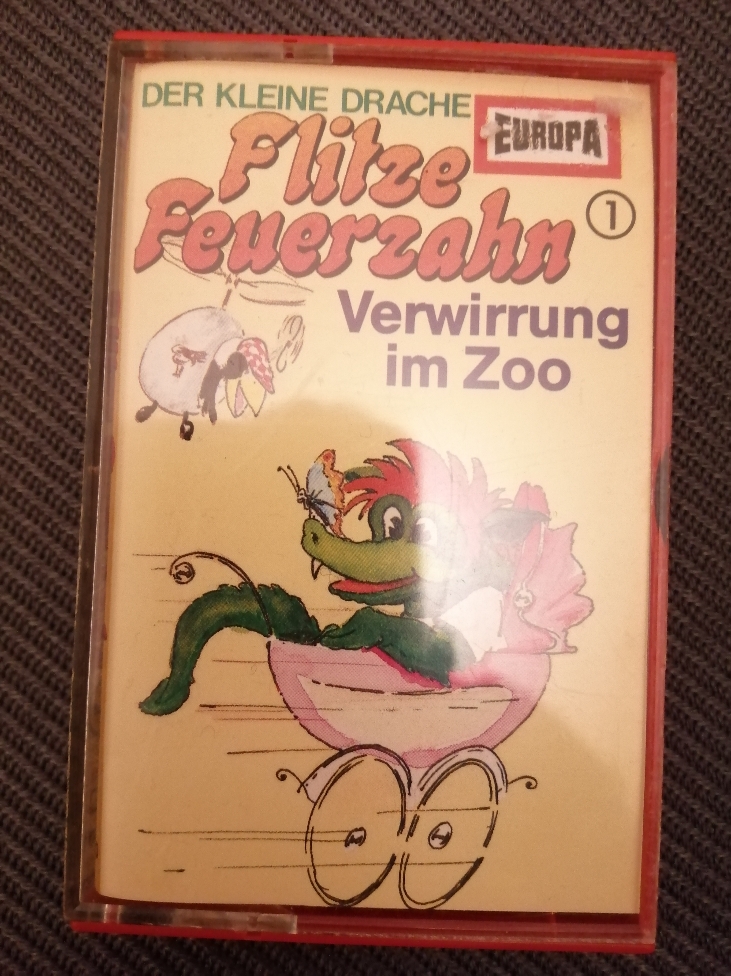 DER KLEINE DRACHE
EUROPA
Flitze
Feuerzahn
1
Verwirrung
im Zoo